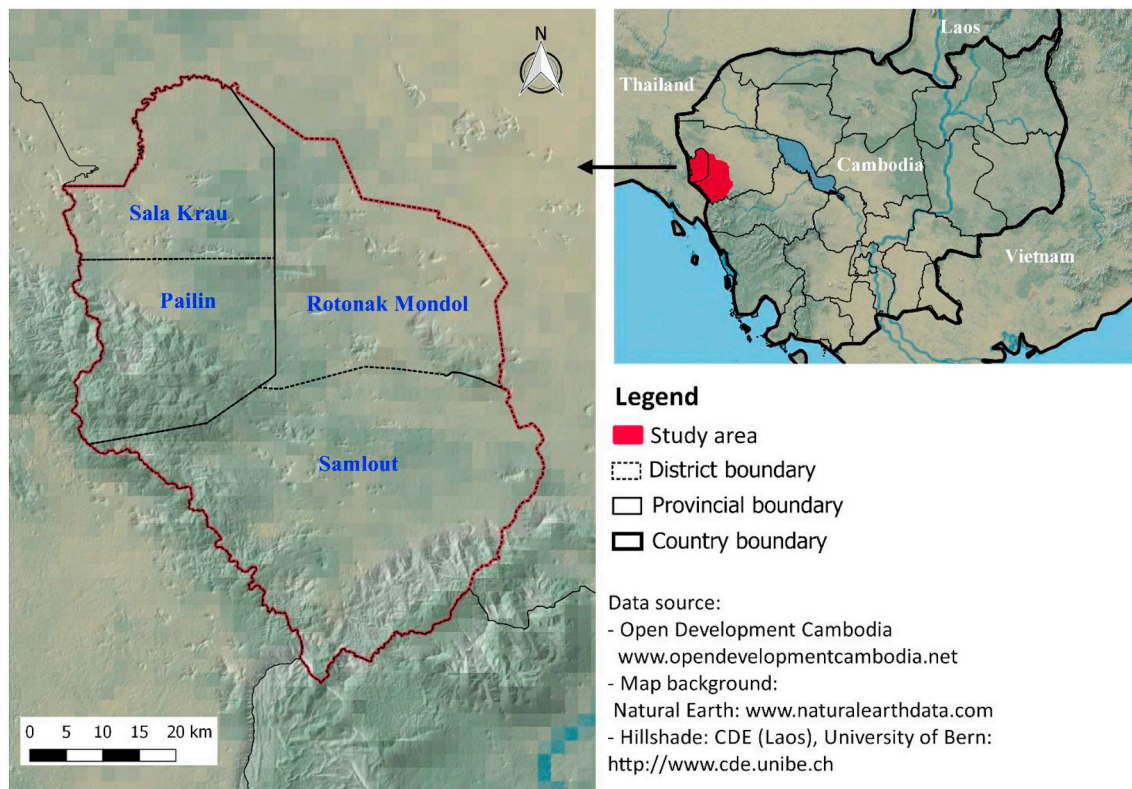 N
Sala Krau
Pailin
Rotonak Mondol
Samlout
0 5 10 15 20 km
Laos
Thailand
Cambodia
Vietnam
Legend
Study area
District boundary
Provincial boundary
Country boundary
Data source:
- Open Development Cambodia
www.opendevelopmentcambodia.net
- Map background:
Natural Earth: www.naturalearthdata.com
- Hillshade: CDE (Laos), University of Bern:
http://www.cde.unibe.ch